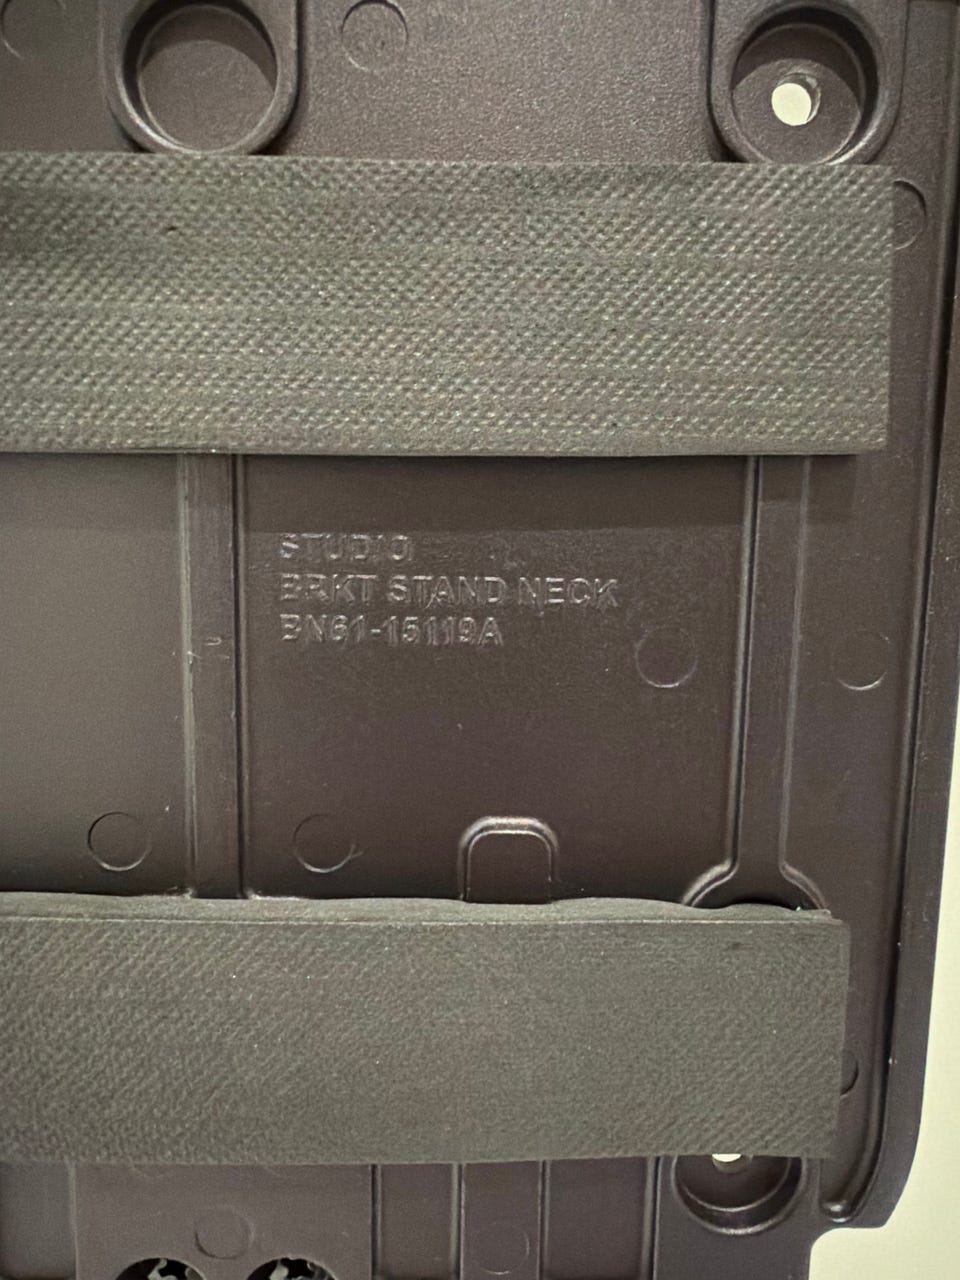 STUDIO
BRKT STAND NECK
BN61-15119A